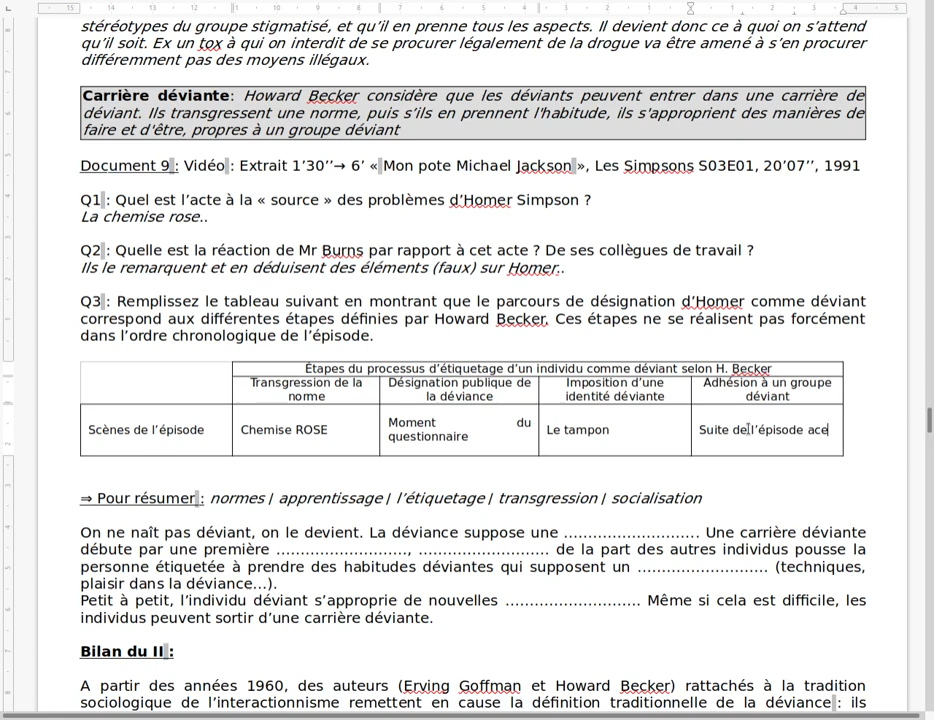 stéréotypes du groupe stigmatisé, et qu'il en prenne tous les aspects. Il devient donc ce à quoi on s'attend
qu'il soit. Ex un tox à qui on interdit de se procurer légalement de la drogue va être amené à s'en procurer
différemment pas des moyens illégaux.
Carrière déviante: Howard Becker considère que les déviants peuvent entrer dans une carrière de
déviant. Ils transgressent une norme, puis s'ils en prennent l'habitude, ils s'approprient des manières de
faire et d'être, propres à un groupe déviant
Document 9 : Vidéo : Extrait 1'30''→ 6' « Mon pote Michael Jackson », Les Simpsons S03E01, 20'07'', 1991
Q1 : Quel est l'acte à la « source » des problèmes d'Homer Simpson ?
La chemise rose..
Q2 : Quelle est la réaction de Mr Burns par rapport à cet acte ? De ses collègues de travail ?
Ils le remarquent et en déduisent des éléments (faux) sur Homer..
Q3 : Remplissez le tableau suivant en montrant que le parcours de désignation d'Homer comme déviant
correspond aux différentes étapes définies par Howard Becker. Ces étapes ne se réalisent pas forcément
dans l'ordre chronologique de l'épisode.
Étapes du processus d'étiquetage d'un individu comme déviant selon H. Becker
Transgression de la norme
Désignation publique de la déviance
Imposition d'une identité déviante
Adhésion à un groupe déviant
Scènes de l'épisode
Chemise ROSE
Moment du questionnaire
Le tampon
Suite de l'épisode ace
⇒ Pour résumer : normes / apprentissage / l'étiquetage / transgression / socialisation
On ne naît pas déviant, on le devient. La déviance suppose une ............................ Une carrière déviante
débute par une première ..........................., ........................... de la part des autres individus pousse la
personne étiquetée à prendre des habitudes déviantes qui supposent un ........................... (techniques,
plaisir dans la déviance...).
Petit à petit, l'individu déviant s'approprie de nouvelles ............................ Même si cela est difficile, les
individus peuvent sortir d'une carrière déviante.
Bilan du II :
A partir des années 1960, des auteurs (Erving Goffman et Howard Becker) rattachés à la tradition
sociologique de l'interactionnisme remettent en cause la définition traditionnelle de la déviance : ils